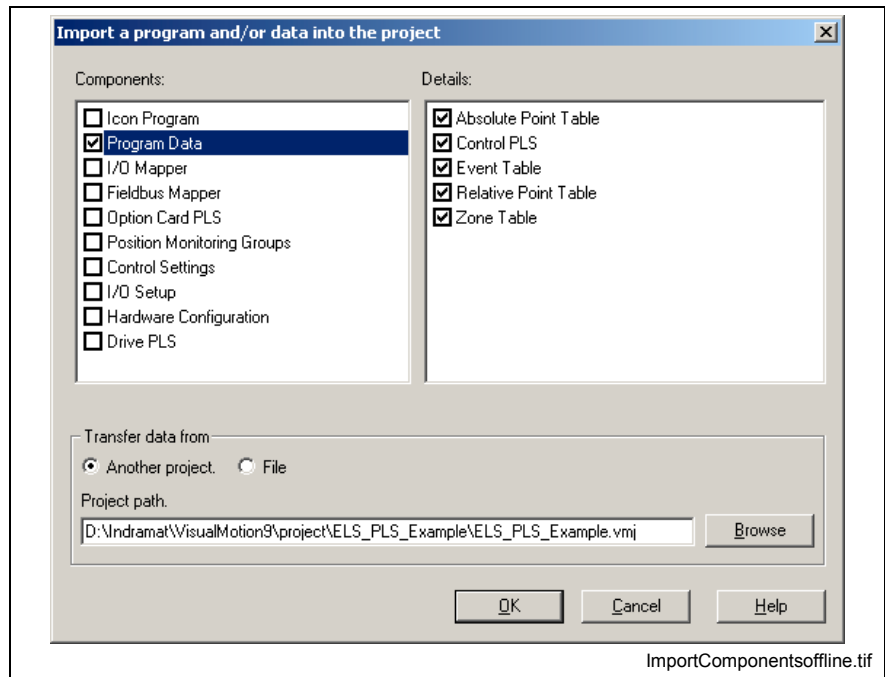 Import a program and/or data into the project
Components:
Details:
Icon Program
Program Data
I/O Mapper
Fieldbus Mapper
Option Card PLS
Position Monitoring Groups
Control Settings
I/O Setup
Hardware Configuration
Drive PLS
Absolute Point Table
Control PLS
Event Table
Relative Point Table
Zone Table
Transfer data from
Another project.
File
Project path.
D:\Indramat\VisualMotion9\project\ELS_PLS_Example\ELS_PLS_Example.vmj
Browse
OK
Cancel
Help
ImportComponentsoffline.tif